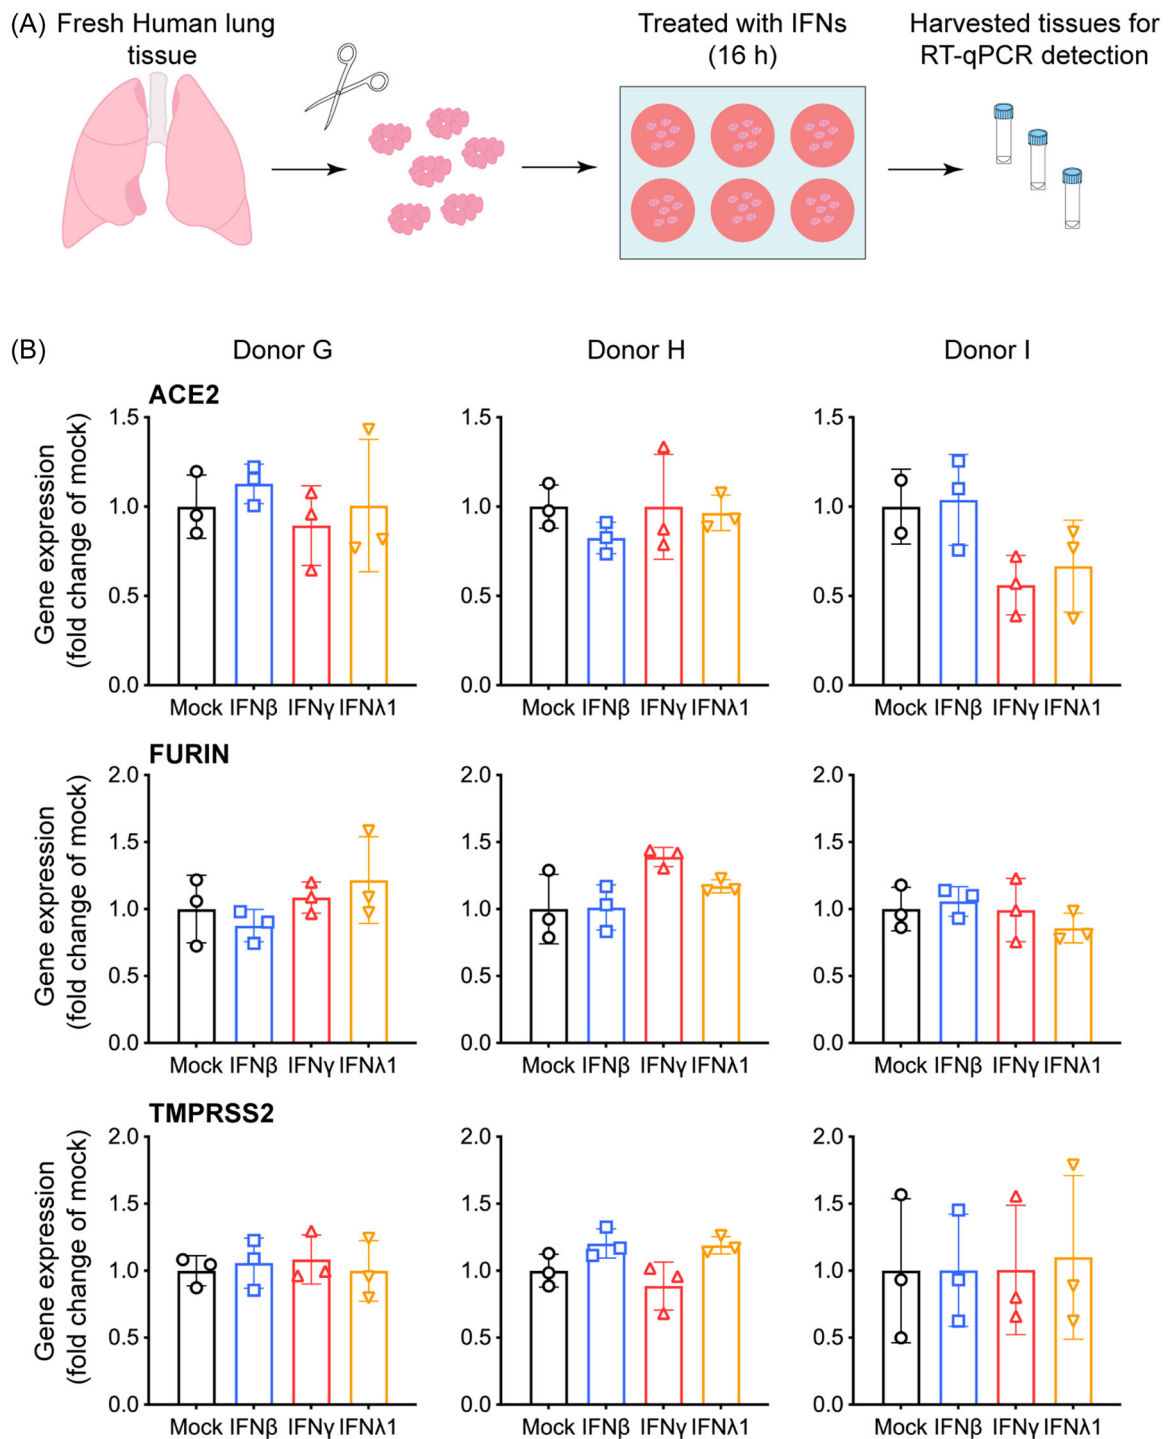 (A) Fresh Human lung
tissue
Treated with IFNs
(16 h)
Harvested tissues for
RT-qPCR detection
(B) Donor G Donor H Donor I
ACE2
Gene expression
(fold change of mock)
1.5
1.0
0.5
0.0
Mock IFNβ IFNγ IFNλ1
1.5
1.0
0.5
0.0
Mock IFNβ IFNγ IFNλ1
1.5
1.0
0.5
0.0
Mock IFNβ IFNγ IFNλ1
FURIN
Gene expression
(fold change of mock)
2.0
1.5
1.0
0.5
0.0
Mock IFNβ IFNγ IFNλ1
2.0
1.5
1.0
0.5
0.0
Mock IFNβ IFNγ IFNλ1
2.0
1.5
1.0
0.5
0.0
Mock IFNβ IFNγ IFNλ1
TMPRSS2
Gene expression
(fold change of mock)
2.0
1.5
1.0
0.5
0.0
Mock IFNβ IFNγ IFNλ1
2.0
1.5
1.0
0.5
0.0
Mock IFNβ IFNγ IFNλ1
2.0
1.5
1.0
0.5
0.0
Mock IFNβ IFNγ IFNλ1